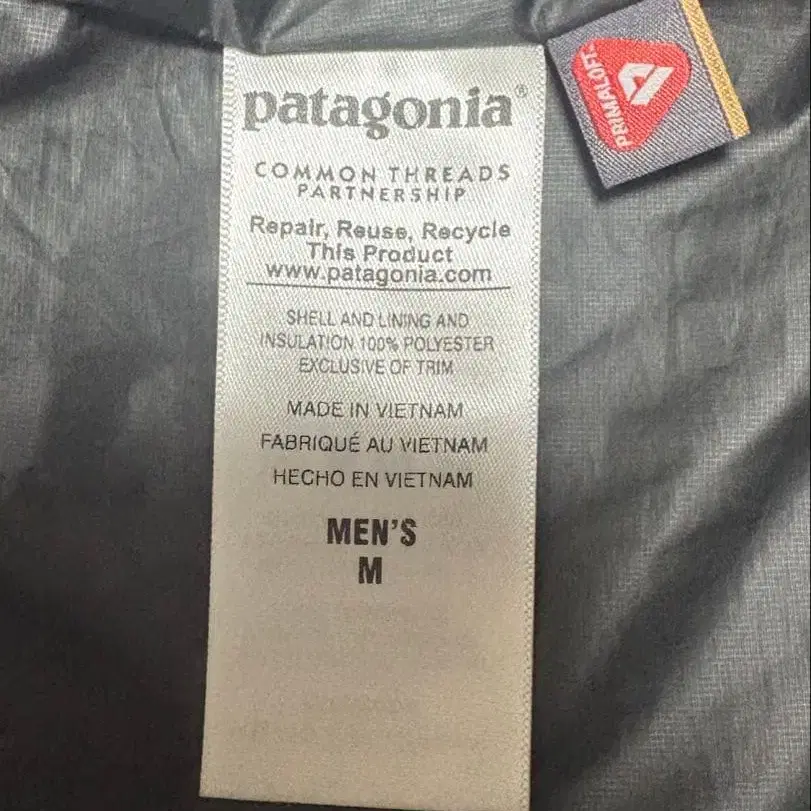 patagonia®
COMMON THREADS
PARTNERSHIP
Repair, Reuse, Recycle
This Product
www.patagonia.com
SHELL AND LINING AND
INSULATION 100% POLYESTER
EXCLUSIVE OF TRIM
MADE IN VIETNAM
FABRIQUÉ AU VIETNAM
HECHO EN VIETNAM
MEN'S
M
PRIMALOFT